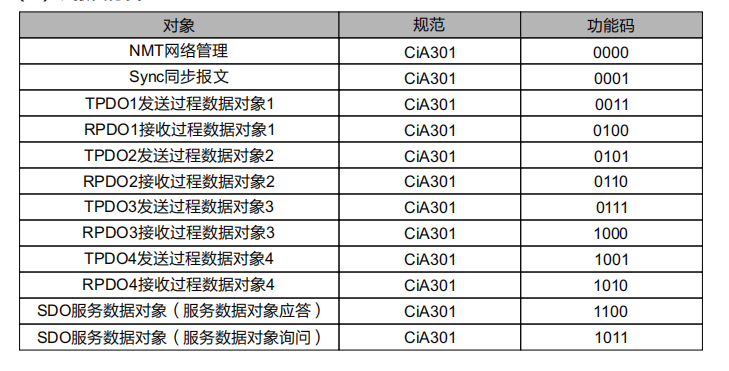 对象 规范 功能码
NMT网络管理 CiA301 0000
Sync同步报文 CiA301 0001
TPDO1发送过程数据对象1 CiA301 0011
RPDO1接收过程数据对象1 CiA301 0100
TPDO2发送过程数据对象2 CiA301 0101
RPDO2接收过程数据对象2 CiA301 0110
TPDO3发送过程数据对象3 CiA301 0111
RPDO3接收过程数据对象3 CiA301 1000
TPDO4发送过程数据对象4 CiA301 1001
RPDO4接收过程数据对象4 CiA301 1010
SDO服务数据对象（服务数据对象应答） CiA301 1100
SDO服务数据对象（服务数据对象询问） CiA301 1011